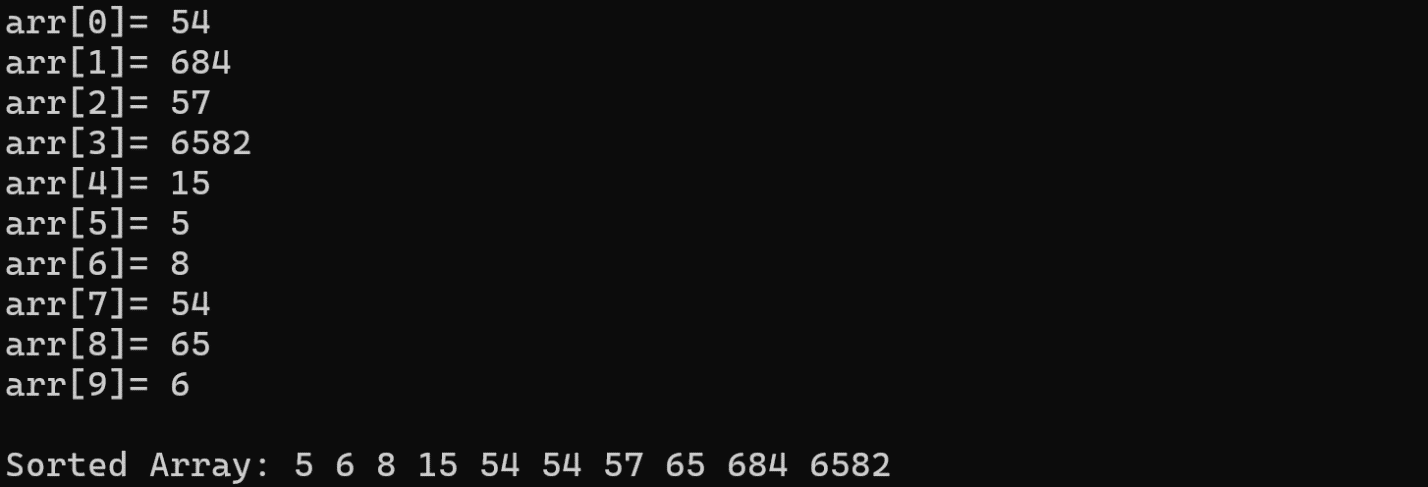 arr[0]= 54
arr[1]= 684
arr[2]= 57
arr[3]= 6582
arr[4]= 15
arr[5]= 5
arr[6]= 8
arr[7]= 54
arr[8]= 65
arr[9]= 6
Sorted Array: 5 6 8 15 54 54 57 65 684 6582